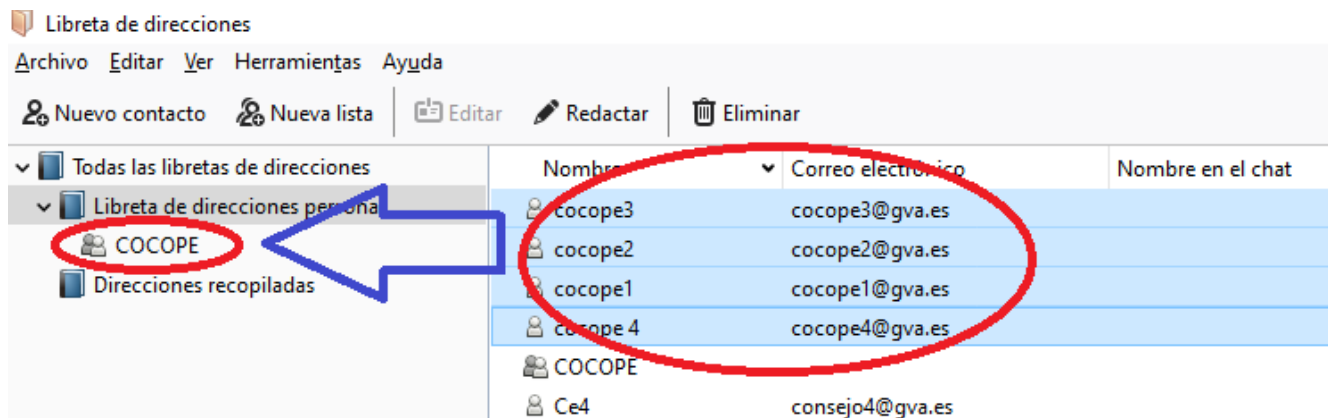 Libreta de direcciones
Archivo Editar Ver Herramientas Ayuda
Nuevo contacto Nueva lista Editar Redactar Eliminar
Todas las libretas de direcciones
Libreta de direcciones personal
COCOPE
Direcciones recopiladas
Nombre Correo electrónico Nombre en el chat
cocope3 cocope3@gva.es
cocope2 cocope2@gva.es
cocope1 cocope1@gva.es
cocope 4 cocope4@gva.es
COCOPE
Ce4 consejo4@gva.es